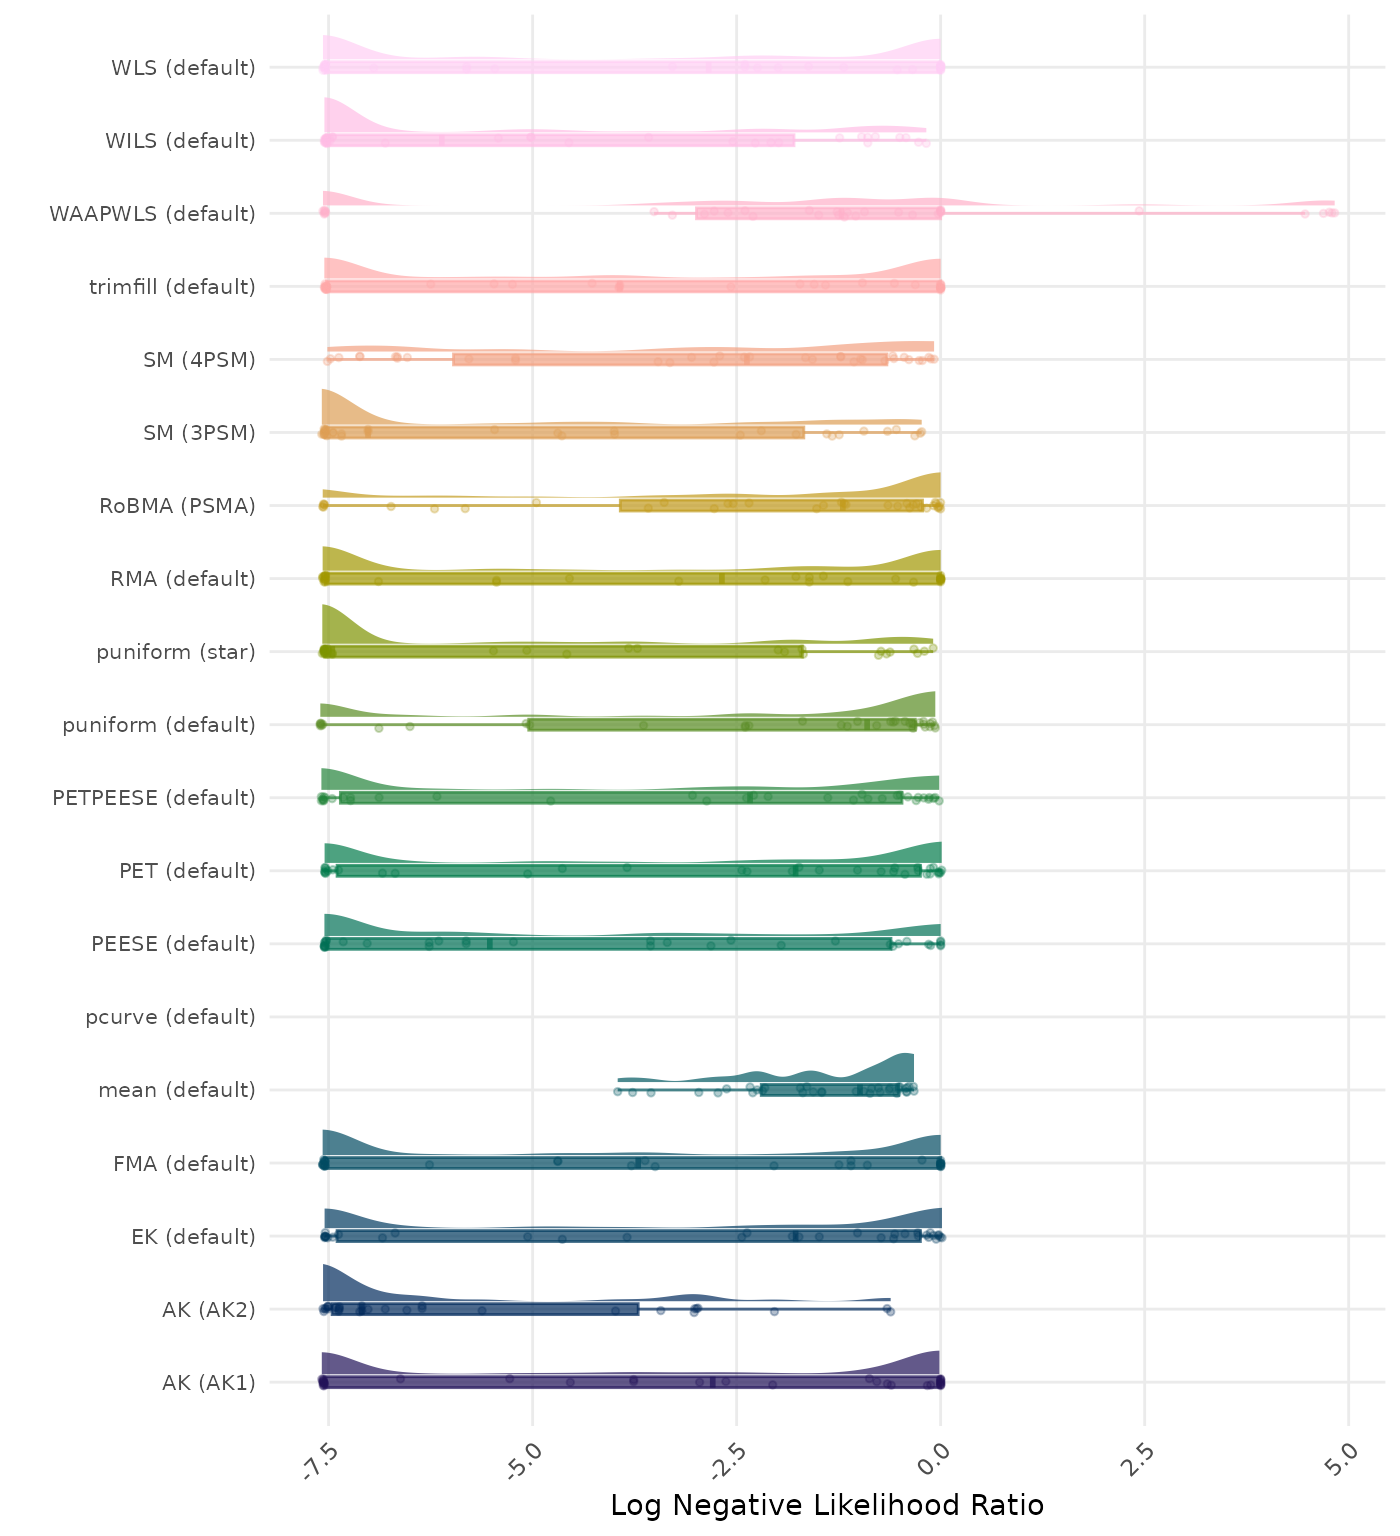 WLS (default)
WILS (default)
WAAPWLS (default)
trimfill (default)
SM (4PSM)
SM (3PSM)
RoBMA (PSMA)
RMA (default)
puniform (star)
puniform (default)
PETPEESE (default)
PET (default)
PEESE (default)
pcurve (default)
mean (default)
FMA (default)
EK (default)
AK (AK2)
AK (AK1)
-7.5 -5.0 -2.5 0.0 2.5 5.0
Log Negative Likelihood Ratio